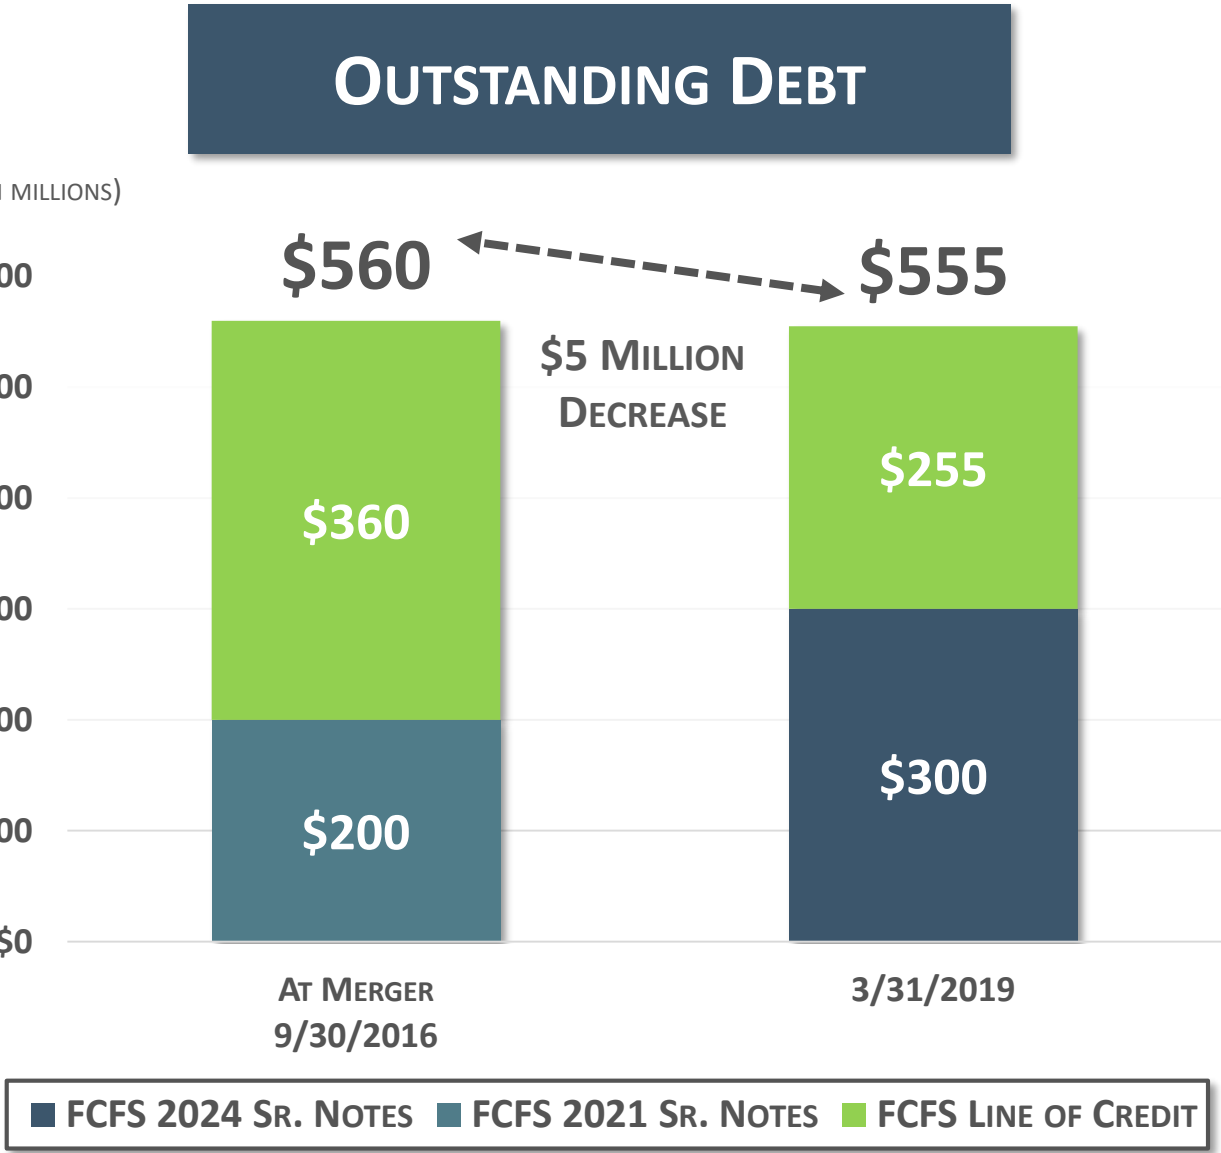 OUTSTANDING DEBT
MILLIONS)
$560
$555
00
$5 MILLION
DECREASE
00
$255
00
$360
00
00
$300
00
$200
$0
AT MERGER
9/30/2016
3/31/2019
FCFS 2024 SR. NOTES FCFS 2021 SR. NOTES FCFS LINE OF CREDIT